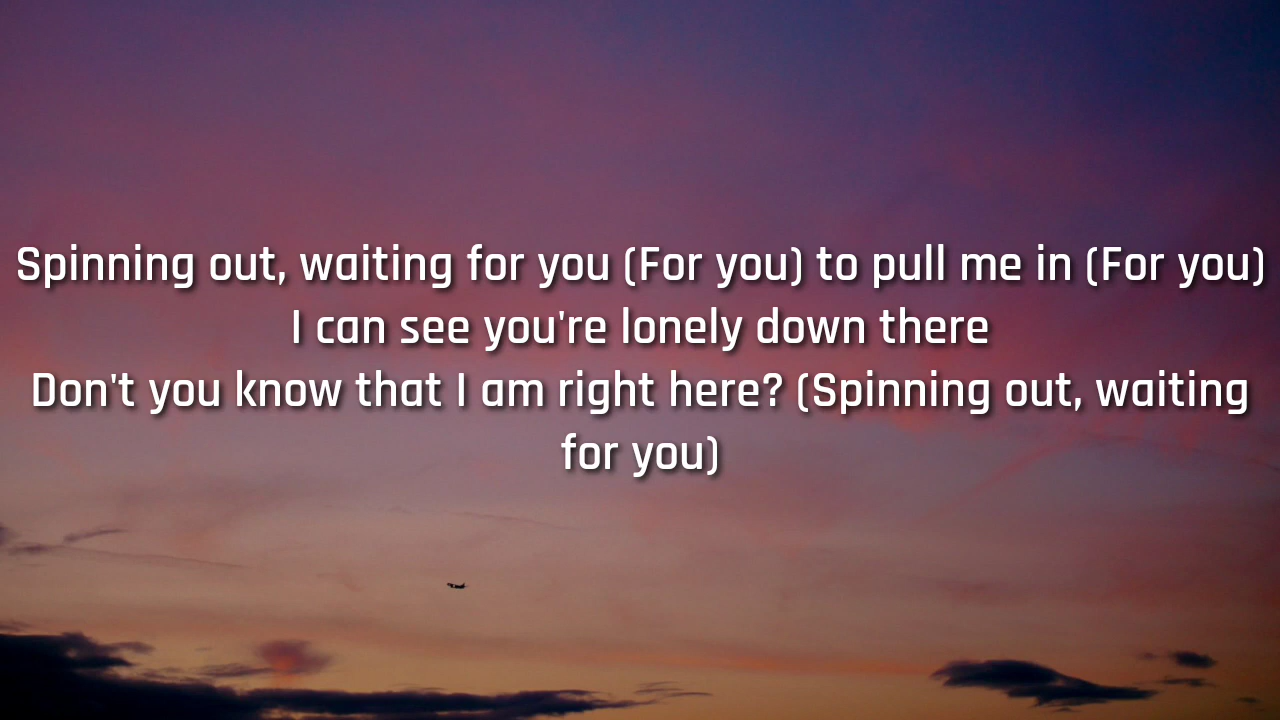 Spinning out, waiting for you (For you) to pull me in (For you)
I can see you're lonely down there
Don't you know that I am right here? (Spinning out, waiting
for you)